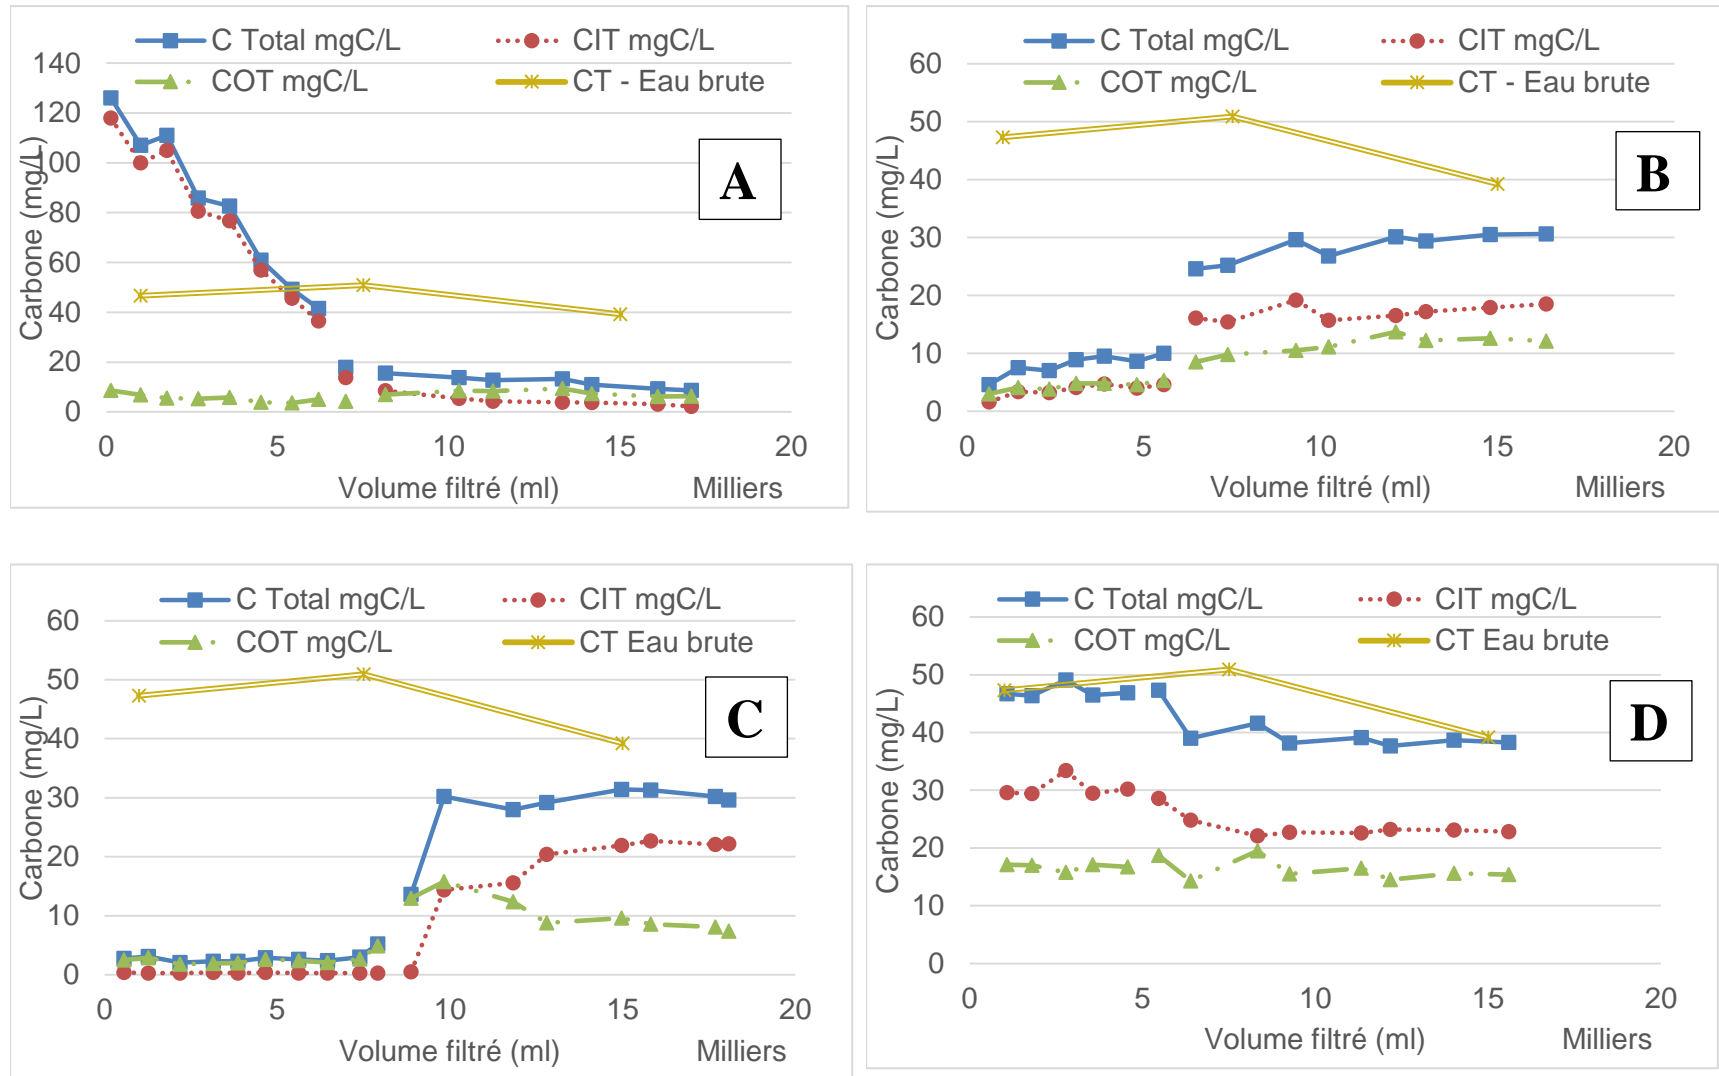 C Total mgC/L
CIT mgC/L
COT mgC/L
CT - Eau brute
140
120
100
80
60
40
20
0
Carbone (mg/L)
A
0 5 10 15 20
Volume filtré (ml)
Milliers
C Total mgC/L
CIT mgC/L
COT mgC/L
CT - Eau brute
60
50
40
30
20
10
0
Carbone (mg/L)
B
0 5 10 15 20
Volume filtré (ml)
Milliers
C Total mgC/L
CIT mgC/L
COT mgC/L
CT Eau brute
60
50
40
30
20
10
0
Carbone (mg/L)
C
0 5 10 15 20
Volume filtré (ml)
Milliers
C Total mgC/L
CIT mgC/L
COT mgC/L
CT Eau brute
60
50
40
30
20
10
0
Carbone (mg/L)
D
0 5 10 15 20
Volume filtré (ml)
Milliers